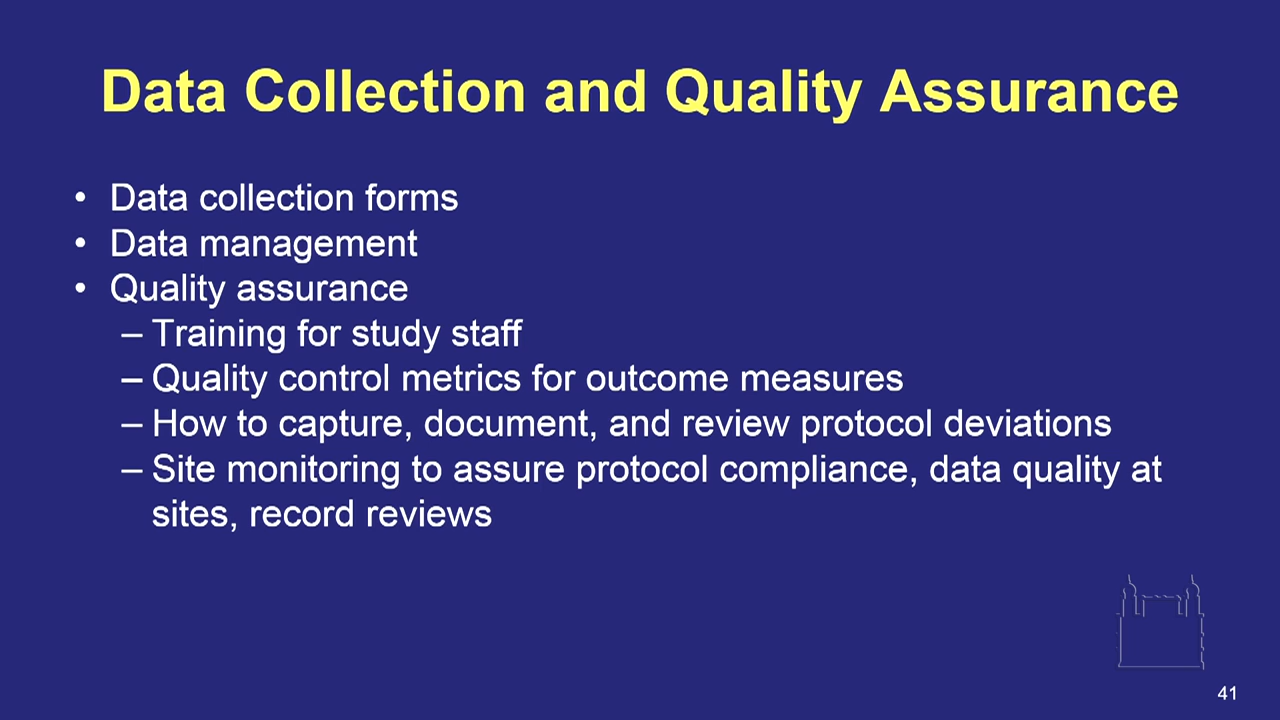 Data Collection and Quality Assurance
• Data collection forms
• Data management
• Quality assurance
– Training for study staff
– Quality control metrics for outcome measures
– How to capture, document, and review protocol deviations
– Site monitoring to assure protocol compliance, data quality at
sites, record reviews
41